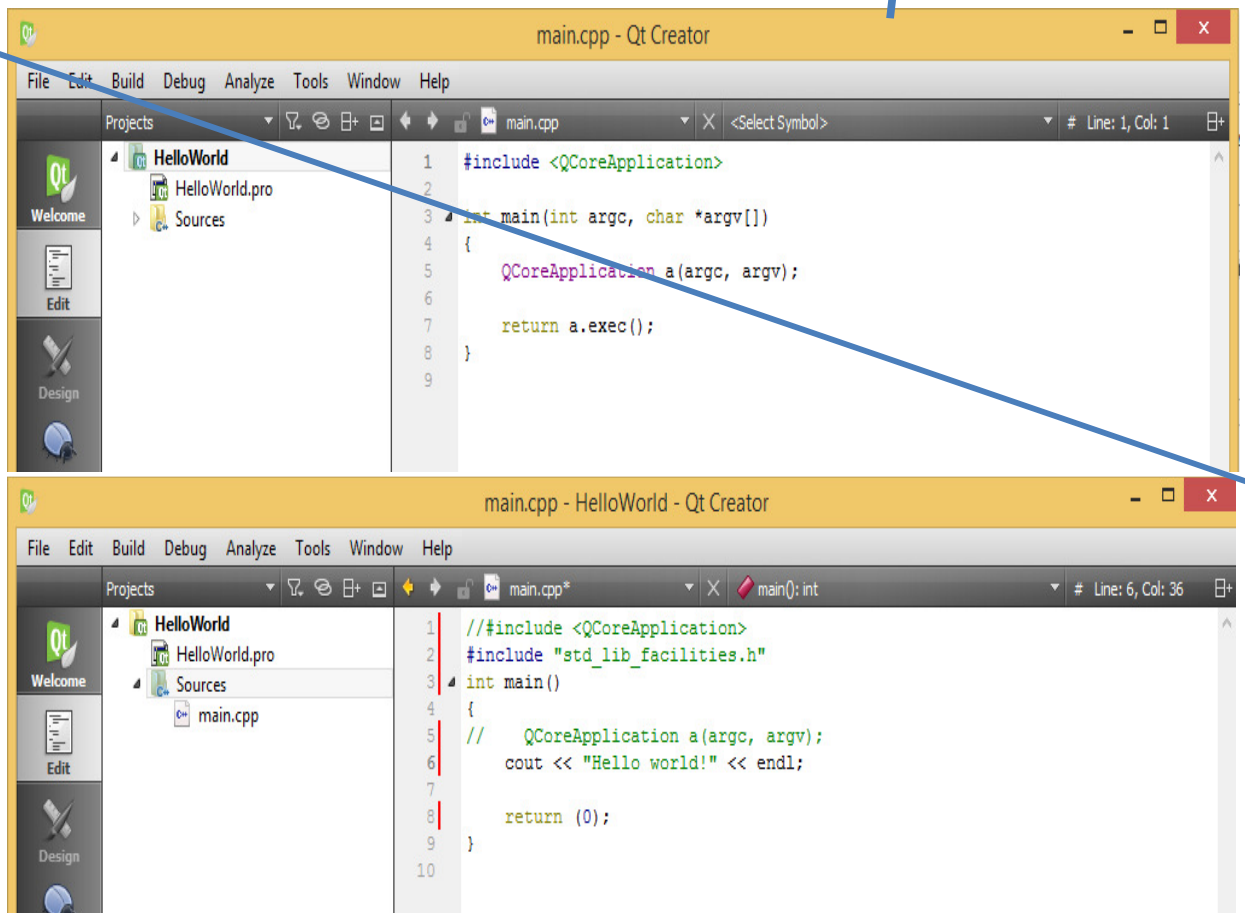 main.cpp - Qt Creator
File Edit Build Debug Analyze Tools Window Help
Projects main.cpp <Select Symbol> # Line: 1, Col: 1
Qt
Welcome
Edit
Design
HelloWorld
HelloWorld.pro
Sources
1 #include <QCoreApplication>
2
3 int main(int argc, char *argv[])
4 {
5 QCoreApplication a(argc, argv);
6
7 return a.exec();
8 }
9
main.cpp - HelloWorld - Qt Creator
File Edit Build Debug Analyze Tools Window Help
Projects main.cpp* main(): int # Line: 6, Col: 36
Qt
Welcome
Edit
Design
HelloWorld
HelloWorld.pro
Sources
main.cpp
1 //#include <QCoreApplication>
2 #include "std_lib_facilities.h"
3 int main()
4 {
5 // QCoreApplication a(argc, argv);
6 cout << "Hello world!" << endl;
7
8 return (0);
9 }
10